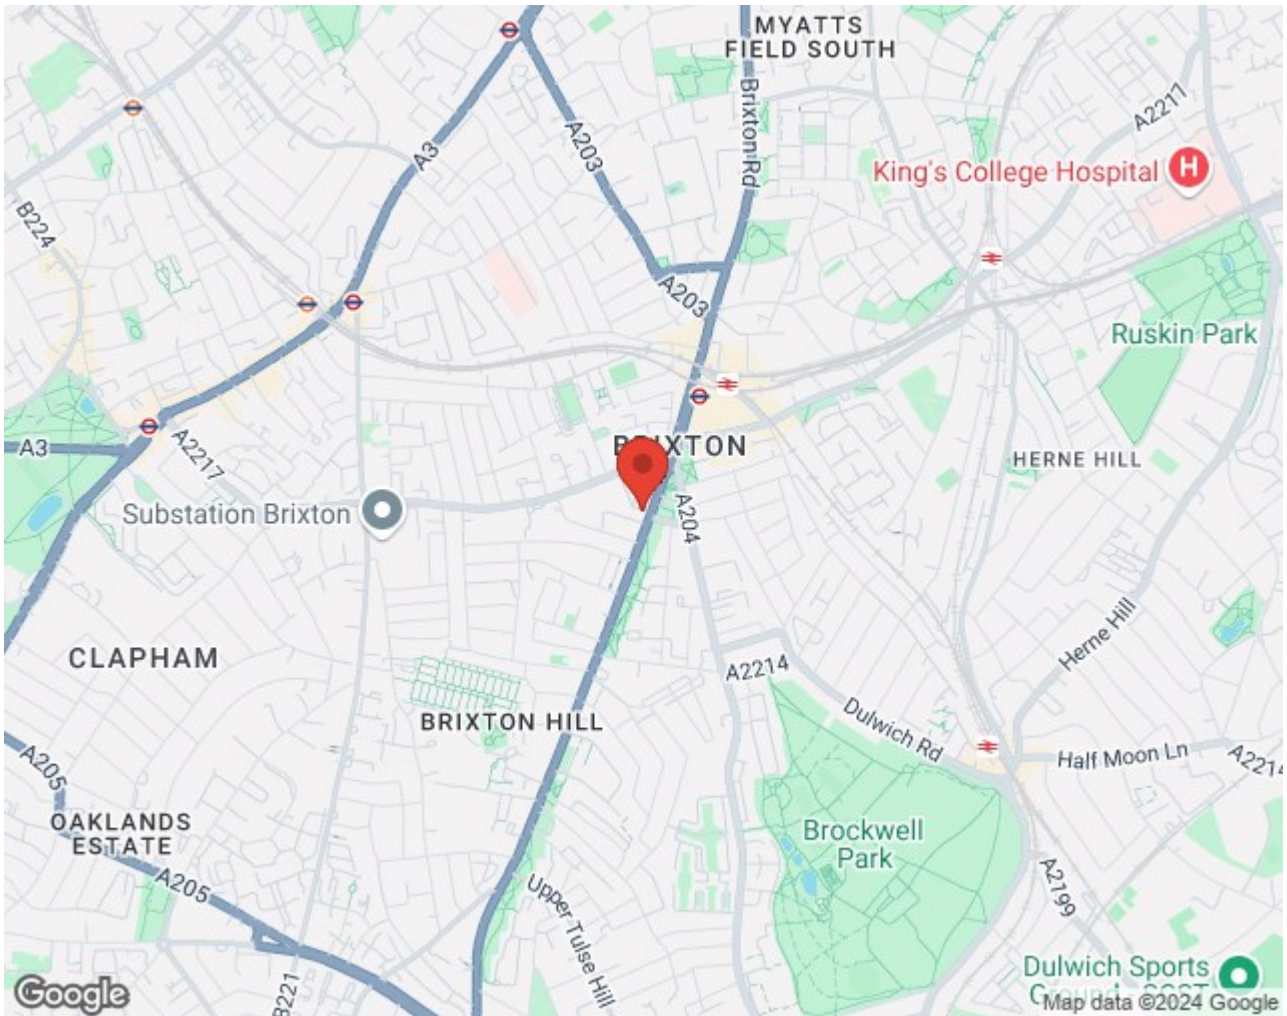 MYATTS
FIELD SOUTH
A3
A203
Brixton Rd
A2217
King's College Hospital
H
B224
A203
Ruskin Park
A3
A2217
BRIXTON
HERNE HILL
Substation Brixton
A204
Herne Hill
CLAPHAM
A2214
BRIXTON HILL
Dulwich Rd
Half Moon Ln
A2214
A205
OAKLANDS
ESTATE
Brockwell
Park
A205
A2199
Upper Tulse Hill
B221
Dulwich Sports
Google
Map data ©2024 Google